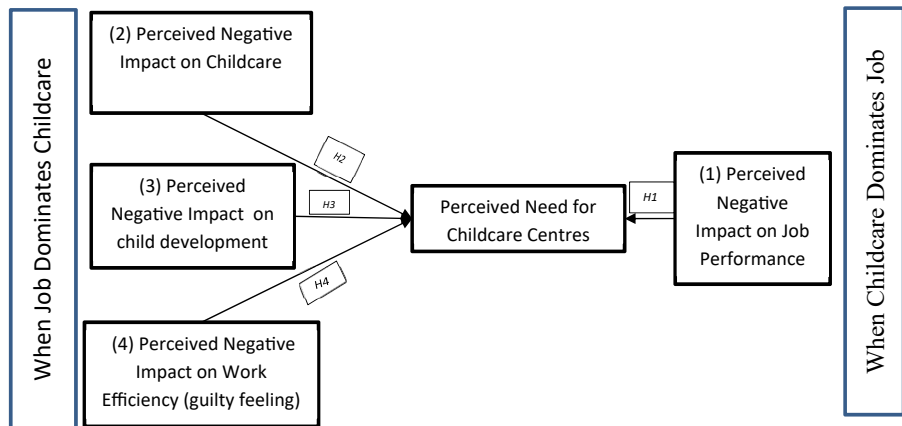 When Job Dominates Childcare
(2) Perceived Negative
Impact on Childcare
H2
(3) Perceived
Negative Impact on
child development
H3
(4) Perceived Negative
Impact on Work
Efficiency (guilty feeling)
H4
Perceived Need for
Childcare Centres
H1
(1) Perceived
Negative
Impact on Job
Performance
When Childcare Dominates Job